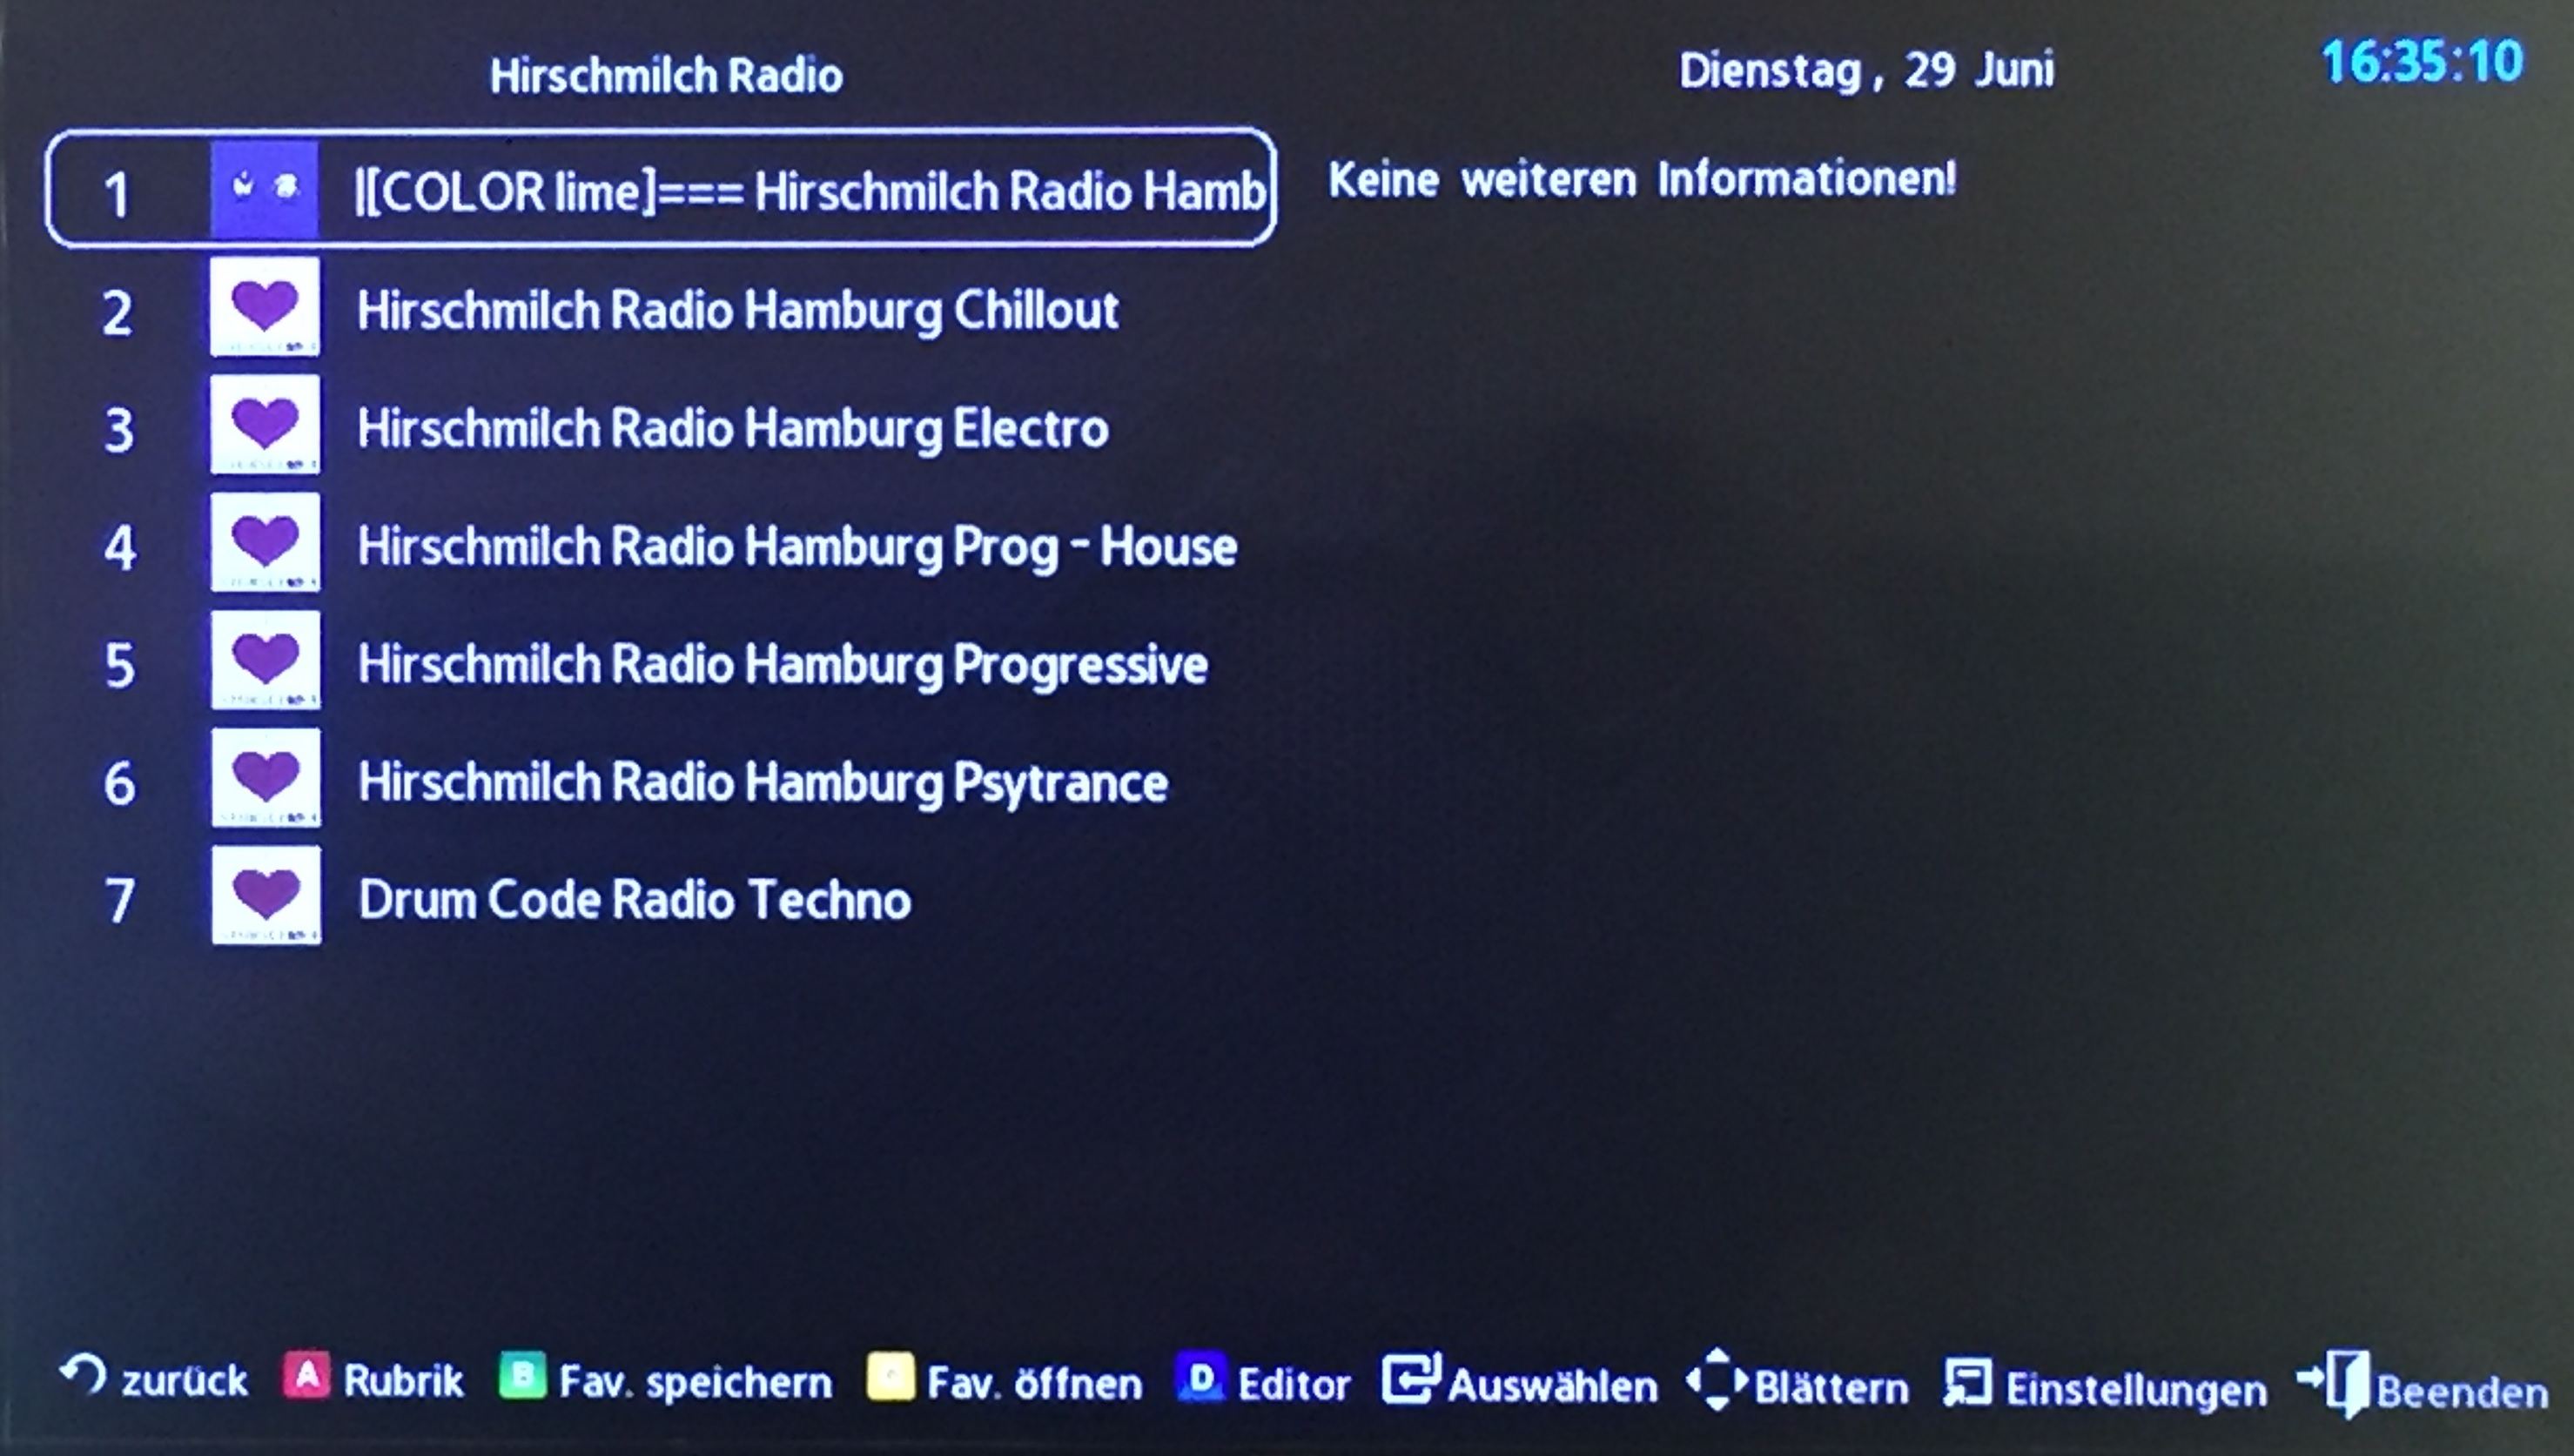 Hirschmilch Radio
Dienstag, 29 Juni
16:35:10
1 |[COLOR lime]=== Hirschmilch Radio Hamb
Keine weiteren Informationen!
2 Hirschmilch Radio Hamburg Chillout
3 Hirschmilch Radio Hamburg Electro
4 Hirschmilch Radio Hamburg Prog - House
5 Hirschmilch Radio Hamburg Progressive
6 Hirschmilch Radio Hamburg Psytrance
7 Drum Code Radio Techno
zurück A Rubrik B Fav. speichern C Fav. öffnen D Editor Auswählen Blättern Einstellungen Beenden